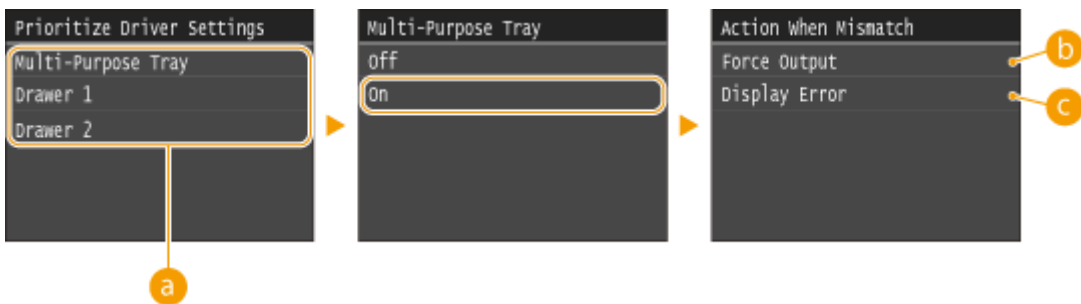 Prioritize Driver Settings
Multi-Purpose Tray
Drawer 1
Drawer 2
a
Multi-Purpose Tray
Off
On
Action When Mismatch
Force Output
b
Display Error
c